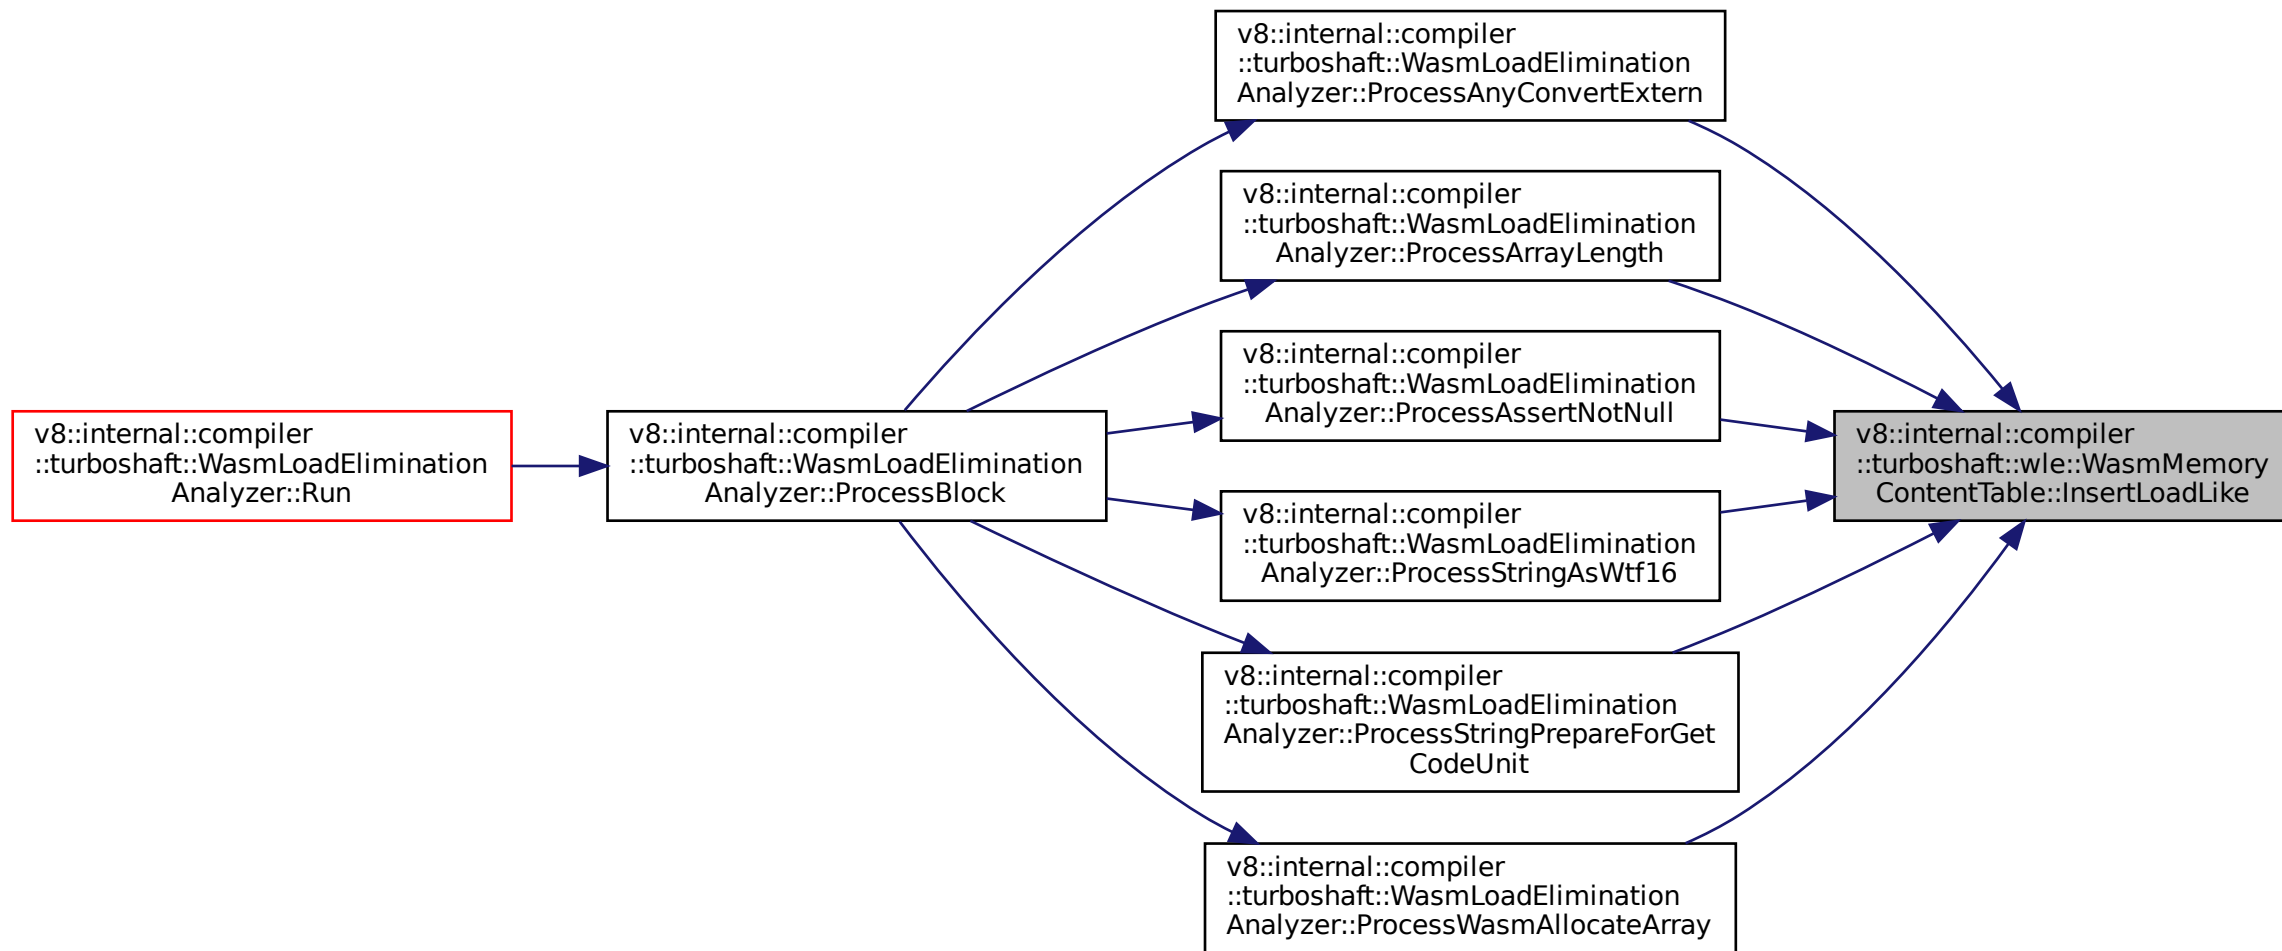 v8::internal::compiler
::turboshaft::WasmLoadElimination
Analyzer::Run
v8::internal::compiler
::turboshaft::WasmLoadElimination
Analyzer::ProcessBlock
v8::internal::compiler
::turboshaft::WasmLoadElimination
Analyzer::ProcessAnyConvertExtern
v8::internal::compiler
::turboshaft::WasmLoadElimination
Analyzer::ProcessArrayLength
v8::internal::compiler
::turboshaft::WasmLoadElimination
Analyzer::ProcessAssertNotNull
v8::internal::compiler
::turboshaft::WasmLoadElimination
Analyzer::ProcessStringAsWtf16
v8::internal::compiler
::turboshaft::WasmLoadElimination
Analyzer::ProcessStringPrepareForGet
CodeUnit
v8::internal::compiler
::turboshaft::WasmLoadElimination
Analyzer::ProcessWasmAllocateArray
v8::internal::compiler
::turboshaft::wle::WasmMemory
ContentTable::InsertLoadLike